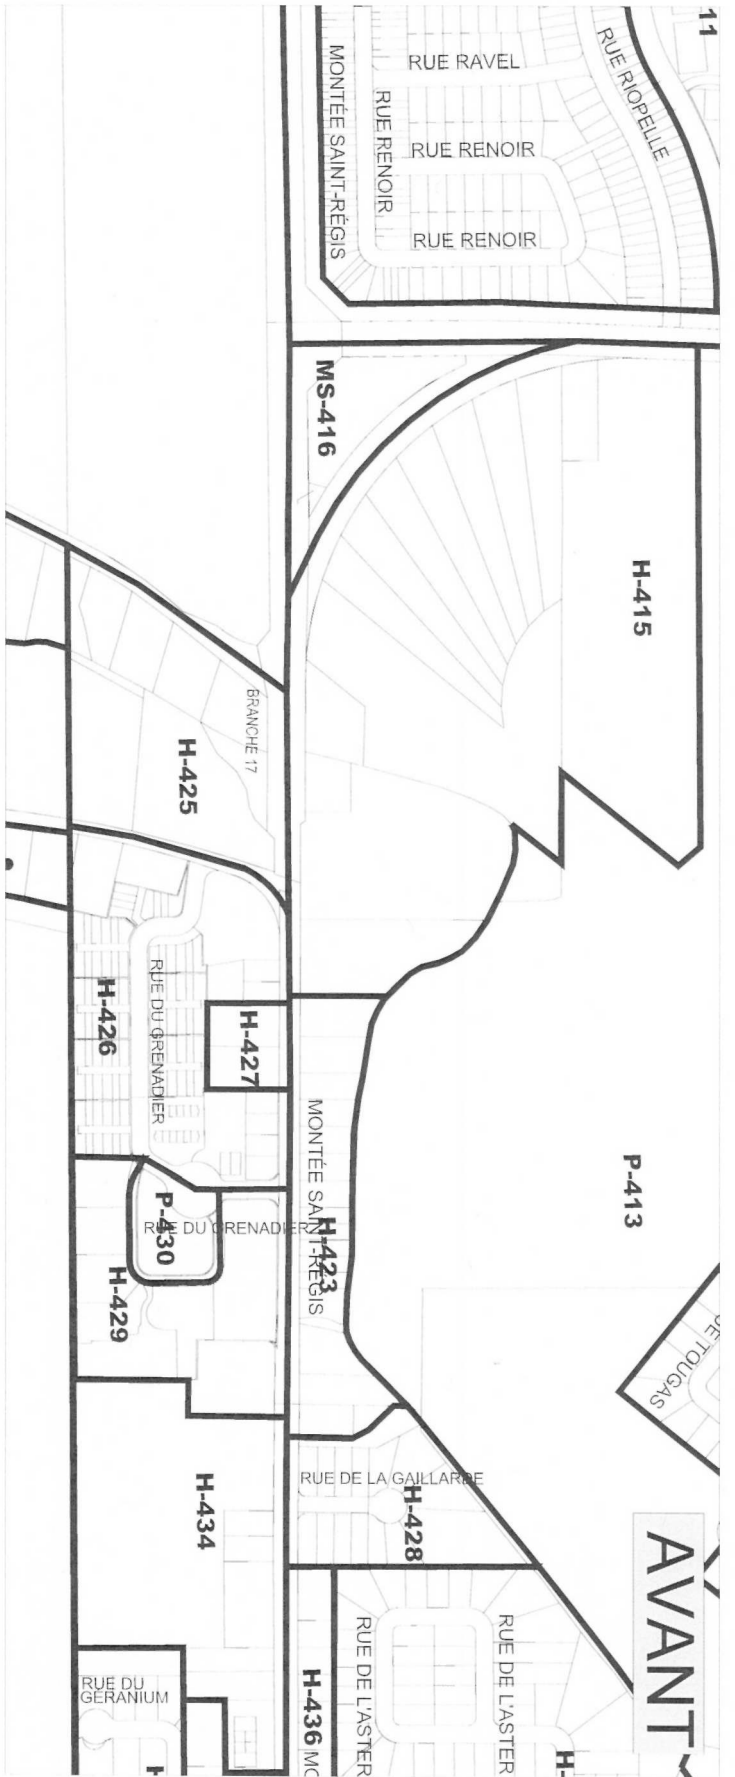 11
RUE RAVEL
RUE RIOPELLE
MONTÉE SAINT-RÉGIS
RUE RENOIR
RUE RENOIR
RUE RENOIR
MS-416
H-415
BRANCHE 17
H-425
RUE DU GRENADIER
H-426
H-427
MONTÉE SAINT-RÉGIS
H-423
P-413
P-430
RUE DU GRENADIER
H-429
DE TOUGAS
RUE DE LA GAILLARDE
H-428
H-434
AVANT
RUE DE L'ASTER
RUE DE L'ASTER
RUE DU
GÉRANIUM
H-436
MO
H-
H